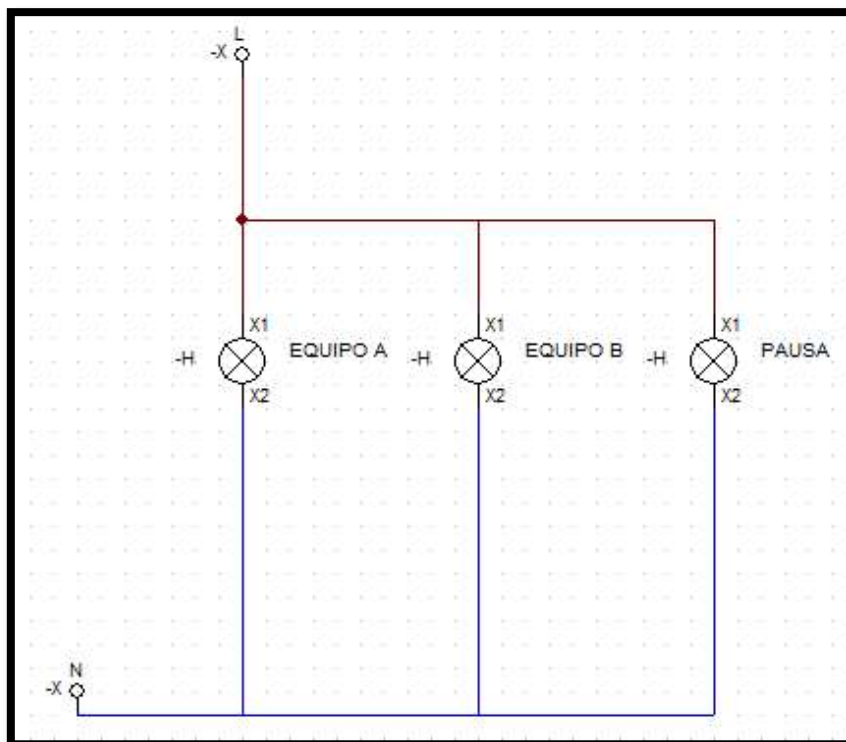 L
-X
X1 X1 X1
-H EQUIPO A -H EQUIPO B -H PAUSA
X2 X2 X2
N
-X